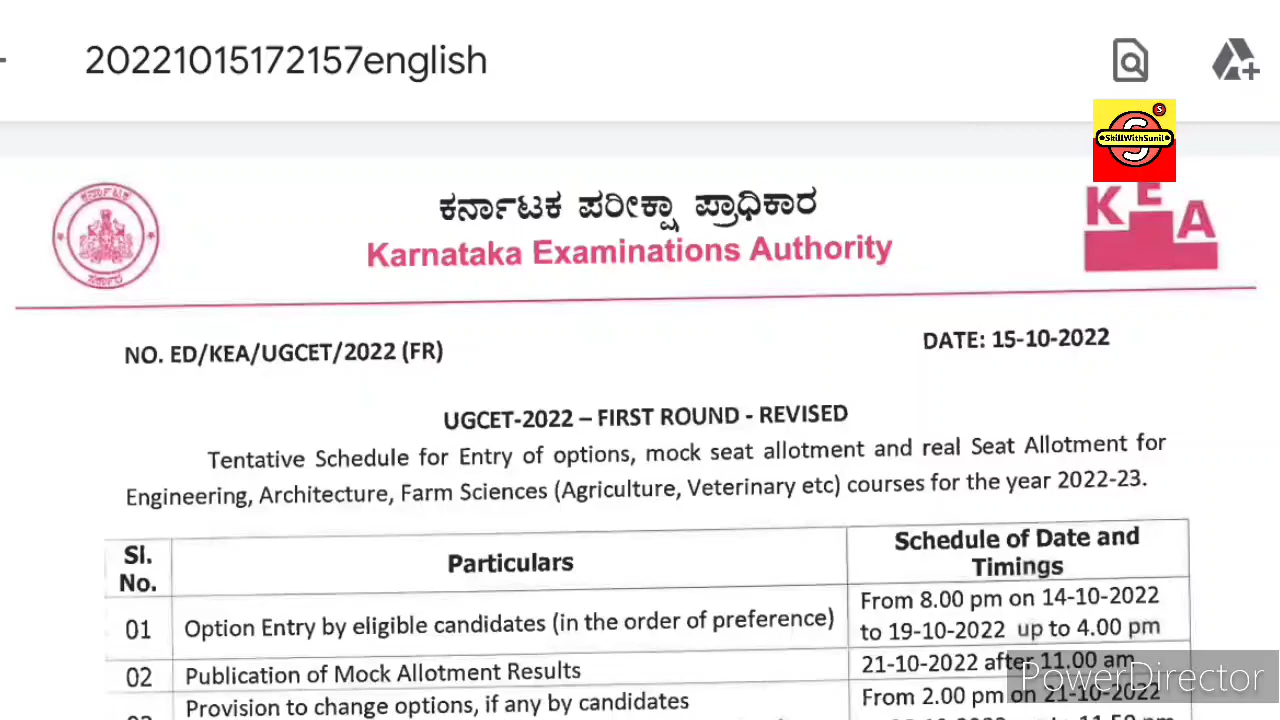 20221015172157english
S
SkillWithSunil
ಕರ್ನಾಟಕ ಪರೀಕ್ಷಾ ಪ್ರಾಧಿಕಾರ
Karnataka Examinations Authority
KEA
NO. ED/KEA/UGCET/2022 (FR)
DATE: 15-10-2022
UGCET-2022 – FIRST ROUND - REVISED
Tentative Schedule for Entry of options, mock seat allotment and real Seat Allotment for
Engineering, Architecture, Farm Sciences (Agriculture, Veterinary etc) courses for the year 2022-23.
Sl. No.
Particulars
Schedule of Date and Timings
01
Option Entry by eligible candidates (in the order of preference)
From 8.00 pm on 14-10-2022
to 19-10-2022 up to 4.00 pm
02
Publication of Mock Allotment Results
21-10-2022 after 11.00 am
Provision to change options, if any by candidates
From 2.00 pm on 21-10-2022
PowerDirector